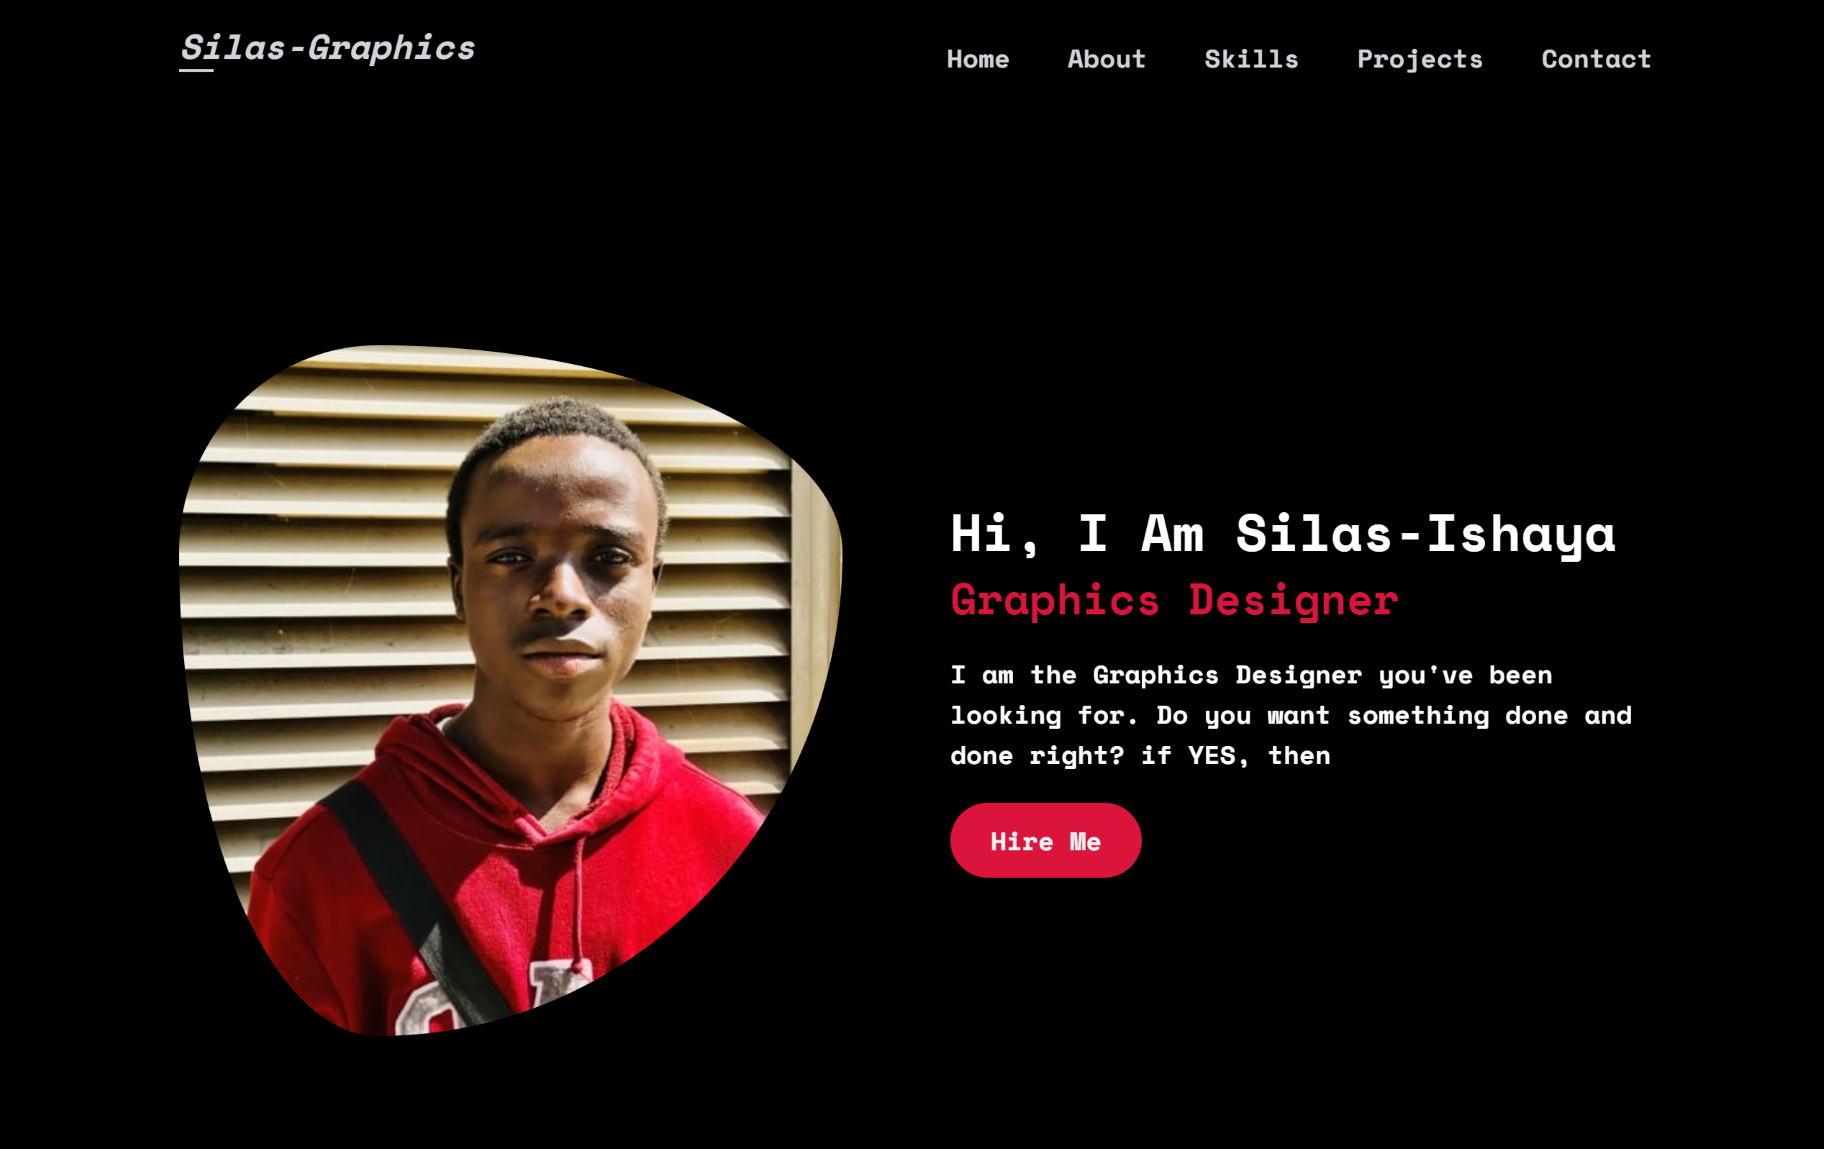 Silas-Graphics
Home About Skills Projects Contact
Hi, I Am Silas-Ishaya
Graphics Designer
I am the Graphics Designer you've been
looking for. Do you want something done and
done right? if YES, then
Hire Me